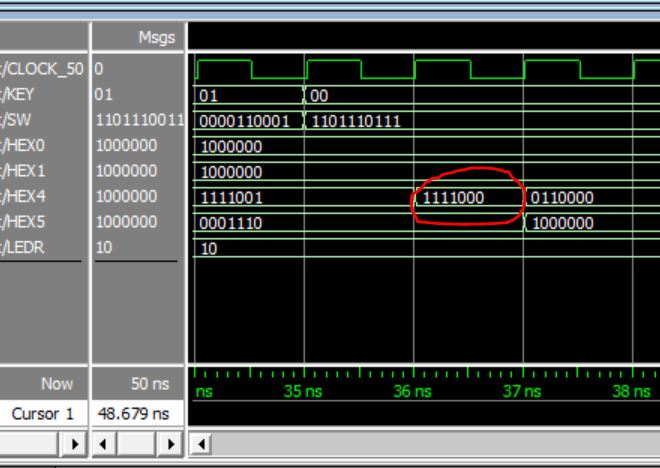 Msgs
:/CLOCK_50 0
:/KEY 01 01 00
:/SW 1101110011 0000110001 1101110111
:/HEX0 1000000 1000000
:/HEX1 1000000 1000000
:/HEX4 1000000 1111001 1111000 0110000
:/HEX5 1000000 0001110 1000000
:/LEDR 10 10
Now 50 ns ns 35 ns 36 ns 37 ns 38 ns
Cursor 1 48.679 ns